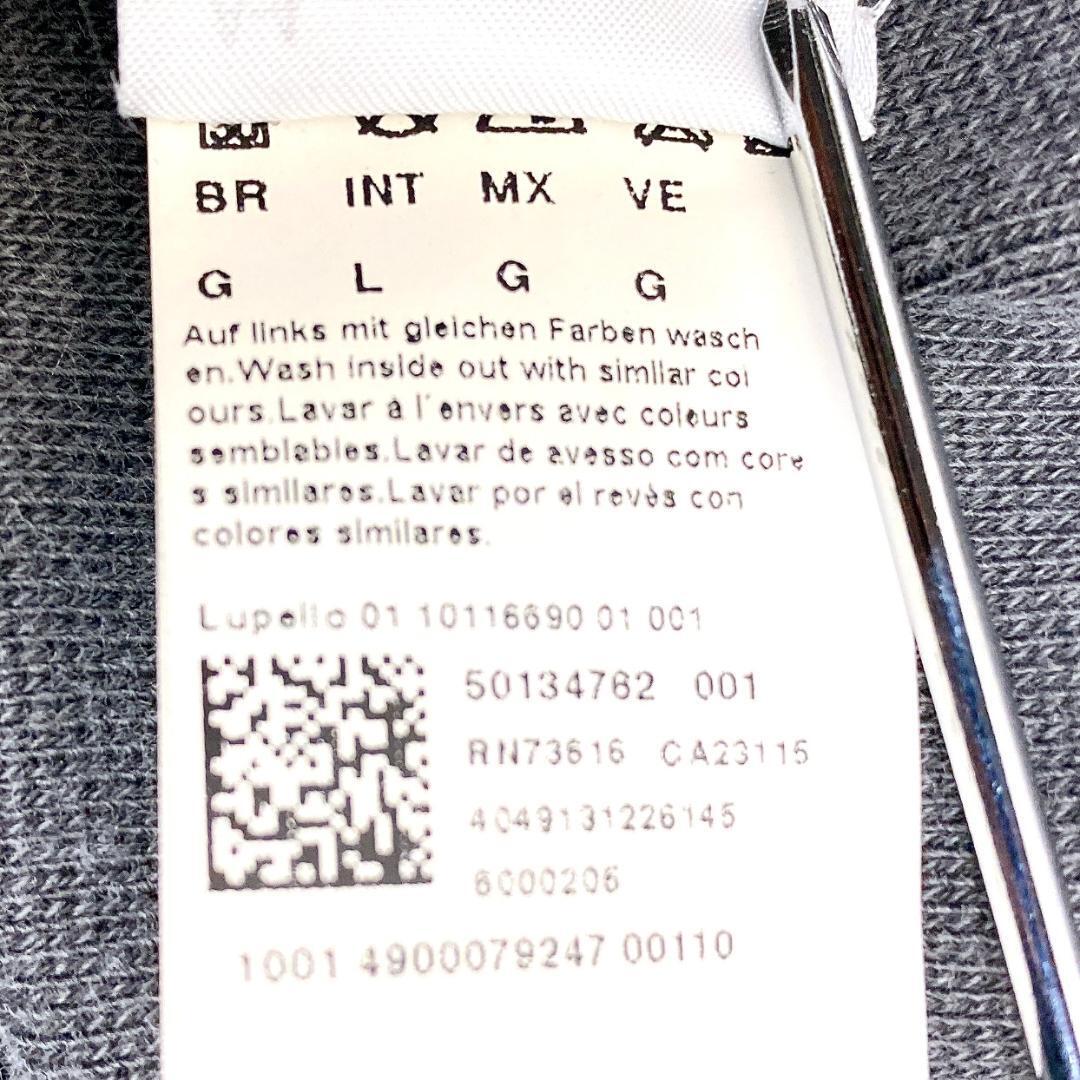 BR INT MX VE
G L G G
Auf links mit gleichen Farben wasch
en.Wash inside out with similar col
ours.Lavar à l'envers avec coleurs
semblables.Lavar de avesso com core
s similares.Lavar por el revés con
colores similares.
Lupello 01 10116690 01 001
50134762 001
RN73616 CA23115
4049131226145
6000206
1001 4900079247 00110